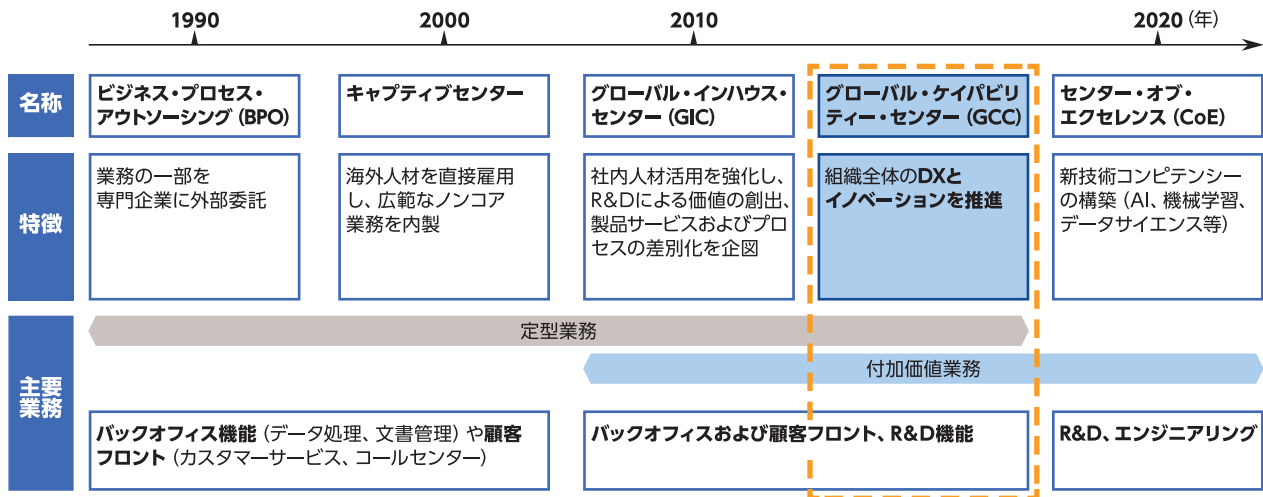 1990
2000
2010
2020（年）
名称
ビジネス・プロセス・
アウトソーシング（BPO）
キャプティブセンター
グローバル・インハウス・
センター（GIC）
グローバル・ケイパビリ
ティー・センター（GCC）
センター・オブ・
エクセレンス（CoE）
特徴
業務の一部を
専門企業に外部委託
海外人材を直接雇用
し、広範なノンコア
業務を内製
社内人材活用を強化し、
R&Dによる価値の創出、
製品サービスおよびプロ
セスの差別化を企図
組織全体のDXと
イノベーションを推進
新技術コンピテンシー
の構築（AI、機械学習、
データサイエンス等）
主要
業務
定型業務
付加価値業務
バックオフィス機能（データ処理、文書管理）や顧客
フロント（カスタマーサービス、コールセンター）
バックオフィスおよび顧客フロント、R&D機能
R&D、エンジニアリング